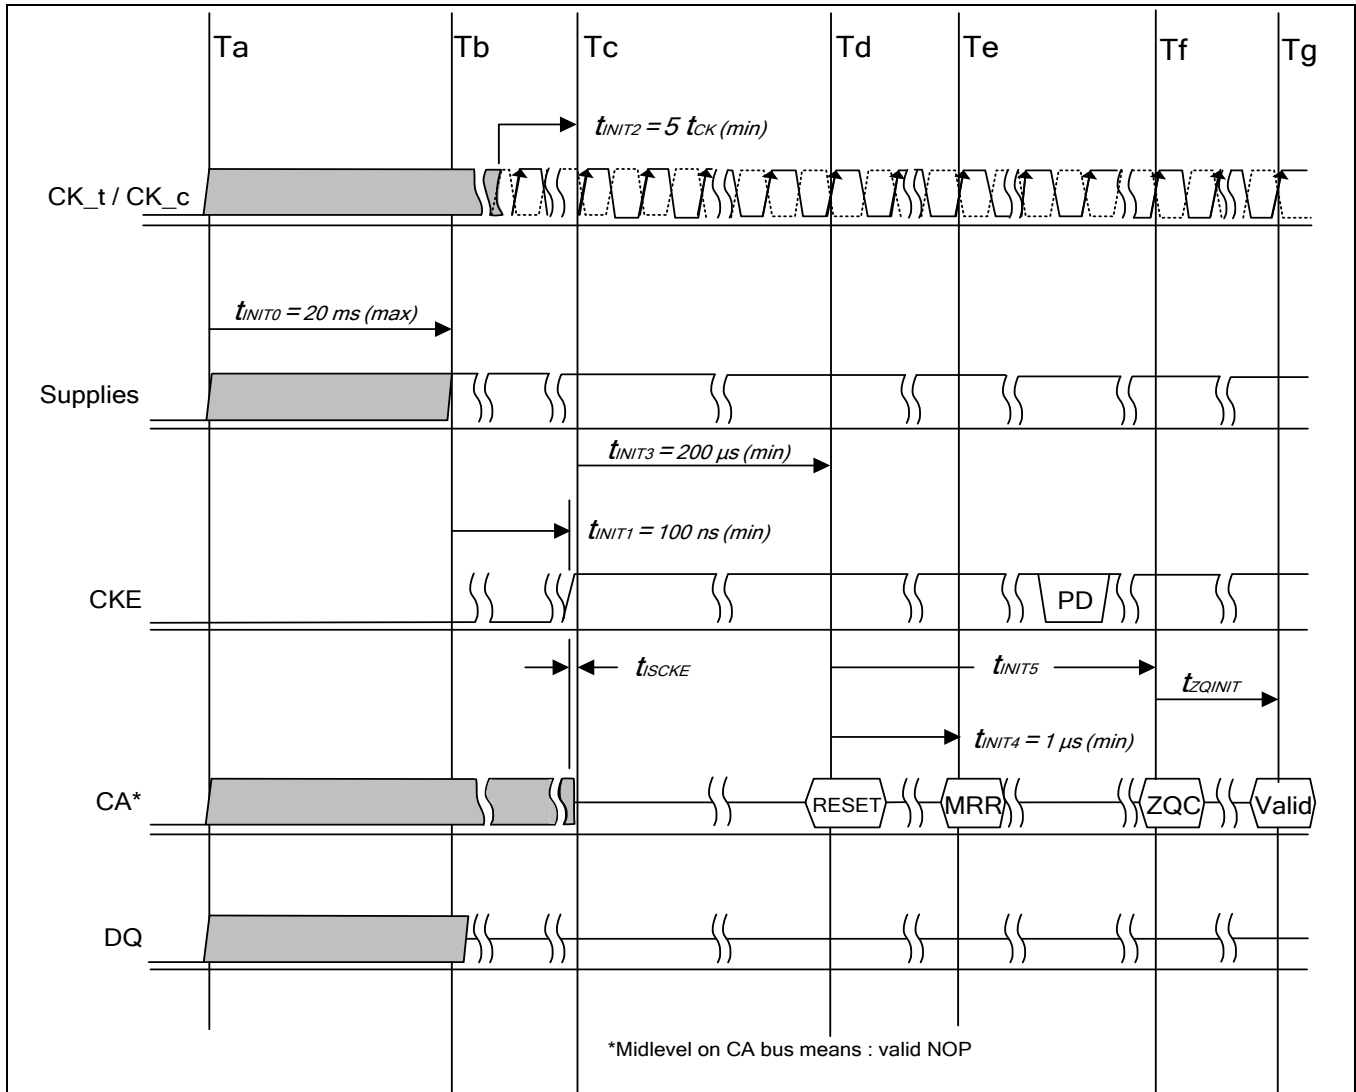 Ta Tb Tc Td Te Tf Tg
tINIT2 = 5 tCK (min)
CK_t / CK_c
tINIT0 = 20 ms (max)
Supplies
tINIT3 = 200 µs (min)
tINIT1 = 100 ns (min)
CKE
PD
tISCKE
tINIT5
tZQINIT
tINIT4 = 1 µs (min)
CA*
RESET MRR ZQC Valid
DQ
*Midlevel on CA bus means : valid NOP